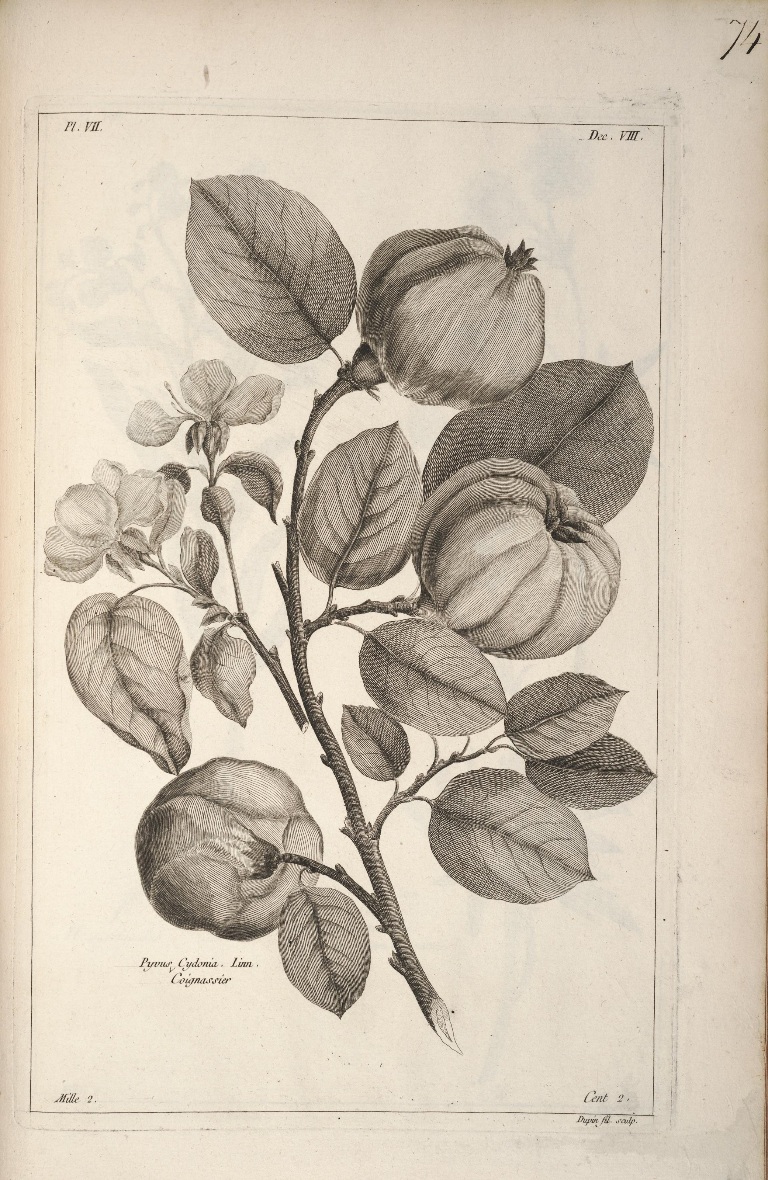 74
Pl. VII.
Dec. VIII.
Pyrus Cydonia. Linn.
Coignassier
Mille 2.
Cent 2.
Dupin fil. sculp.